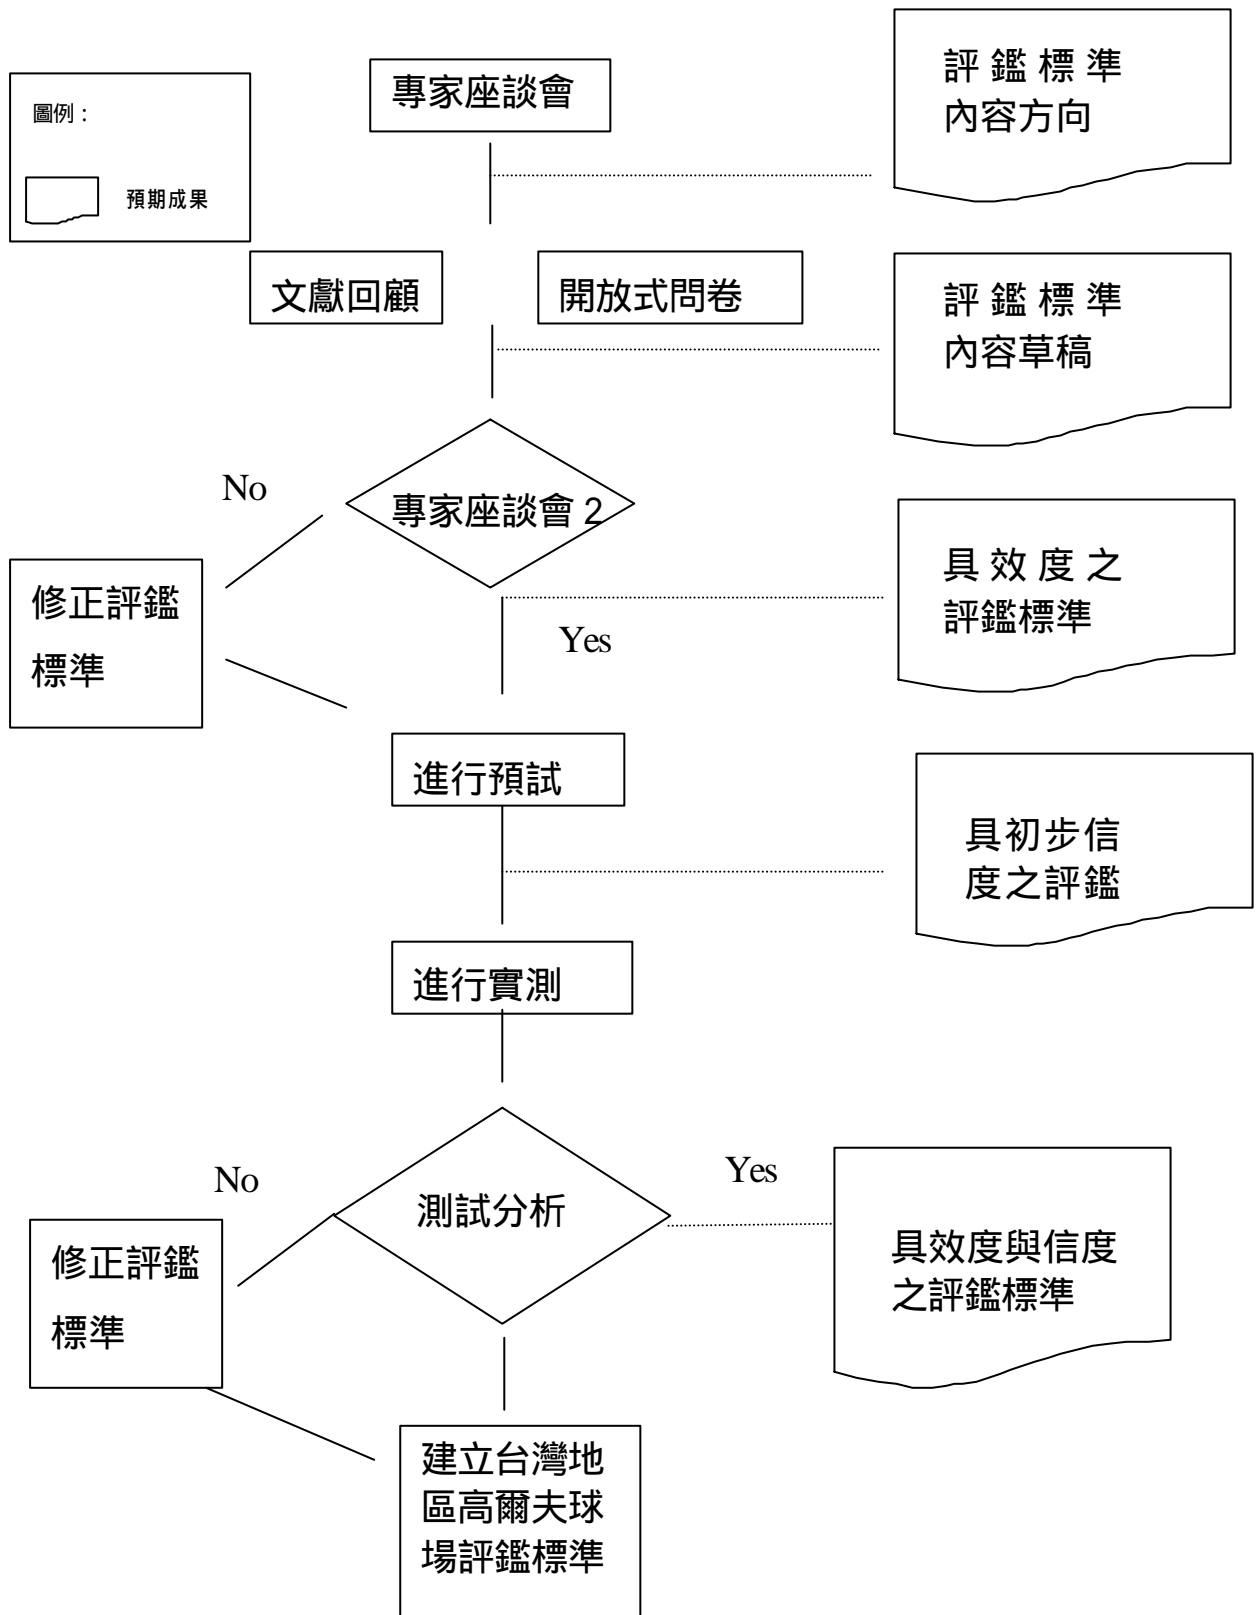 專家座談會
評鑑標準
內容方向
圖例：
預期成果
文獻回顧
開放式問卷
評鑑標準
內容草稿
No
專家座談會 2
修正評鑑
標準
Yes
具效度之
評鑑標準
進行預試
具初步信
度之評鑑
進行實測
No
測試分析
Yes
修正評鑑
標準
具效度與信度
之評鑑標準
建立台灣地
區高爾夫球
場評鑑標準